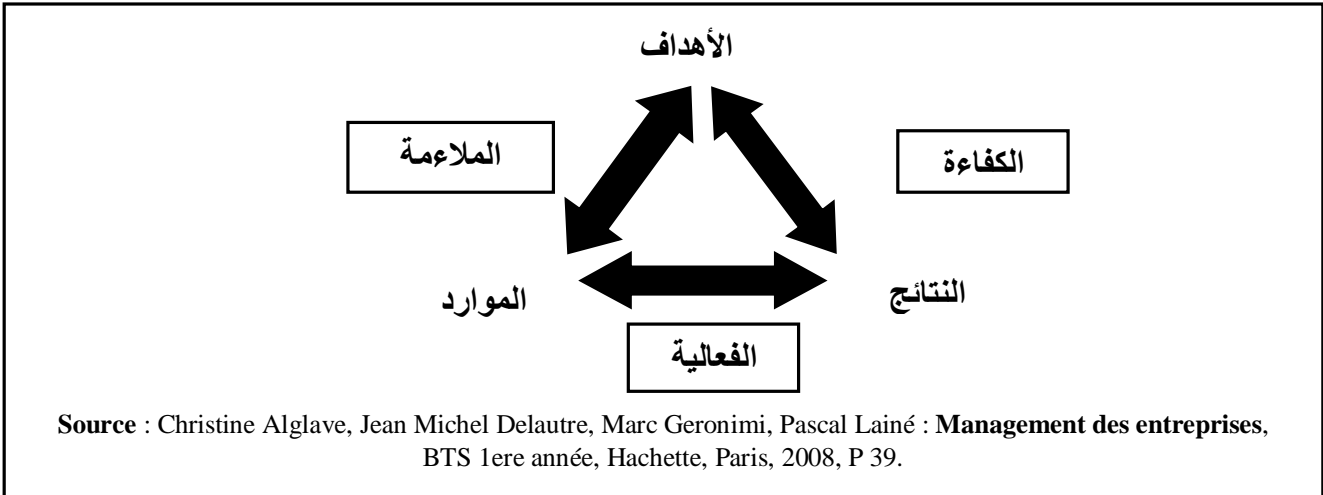 الأهداف
الملاءمة
الكفاءة
الموارد
النتائج
الفعالية
Source : Christine Alglave, Jean Michel Delautre, Marc Geronimi, Pascal Lainé : Management des entreprises,
BTS 1ere année, Hachette, Paris, 2008, P 39.